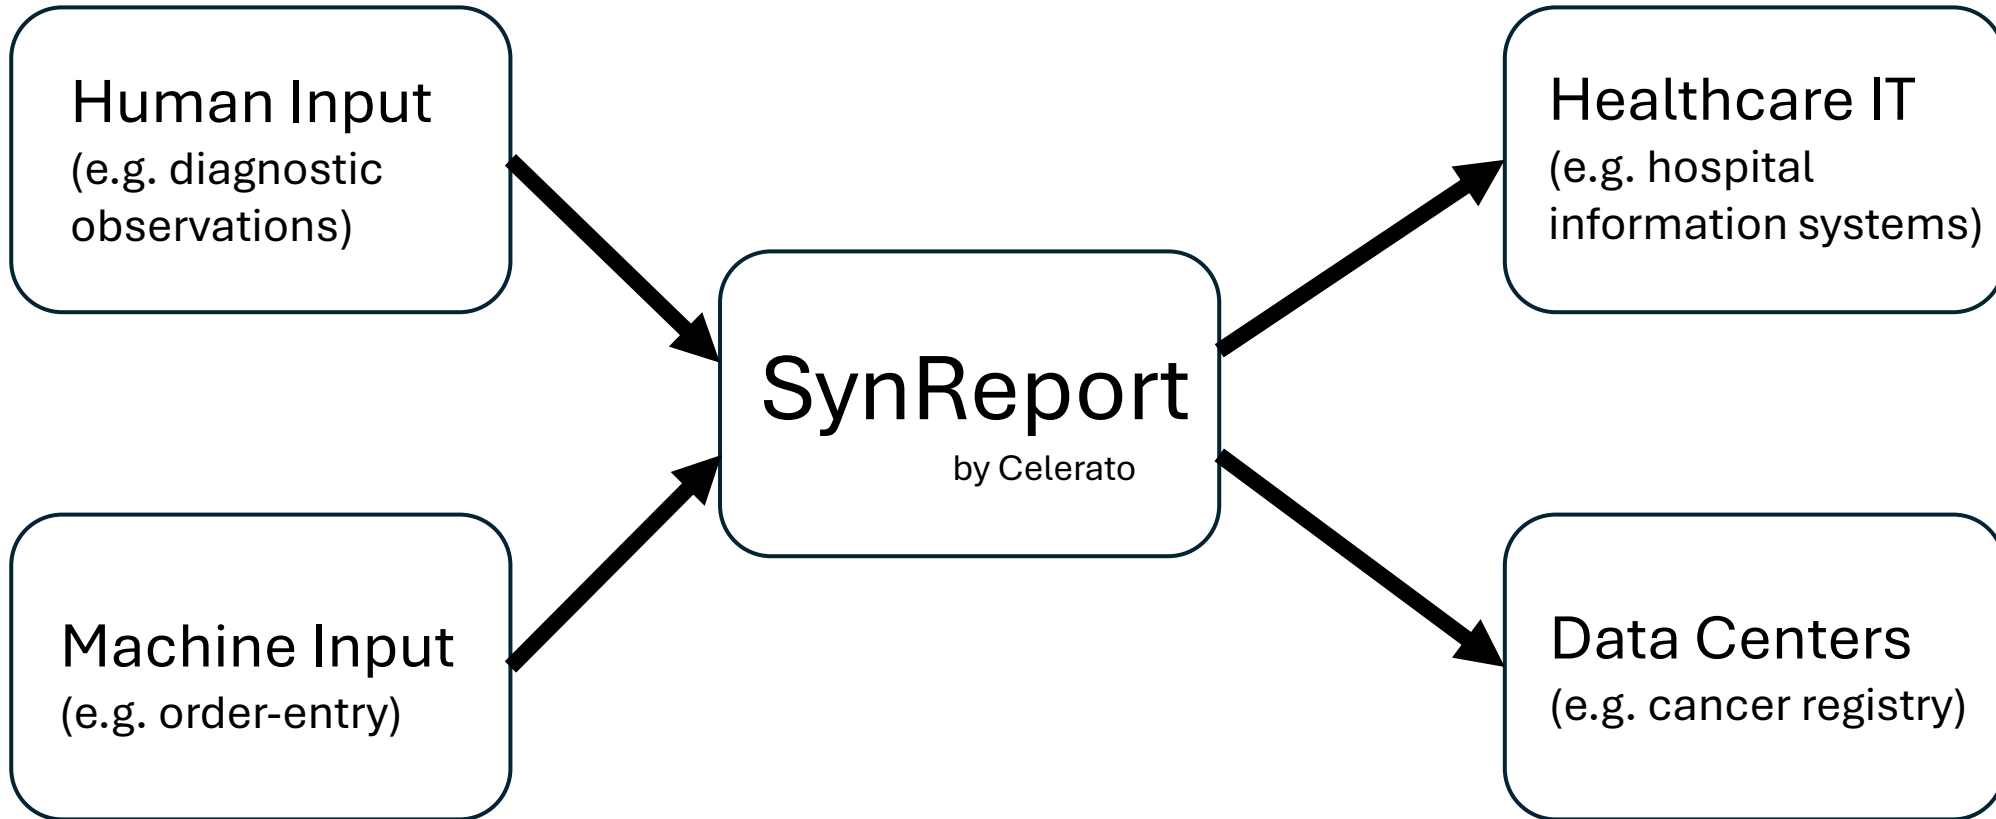 Human Input
(e.g. diagnostic
observations)
Machine Input
(e.g. order-entry)
SynReport
by Celerato
Healthcare IT
(e.g. hospital
information systems)
Data Centers
(e.g. cancer registry)